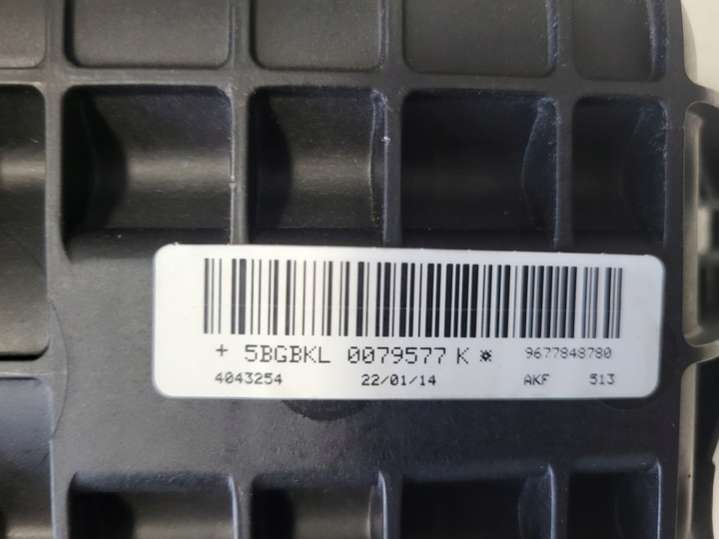 + 5BGBKL 0079577 K ☼ 9677848780
4043254 22/01/14 AKF 513